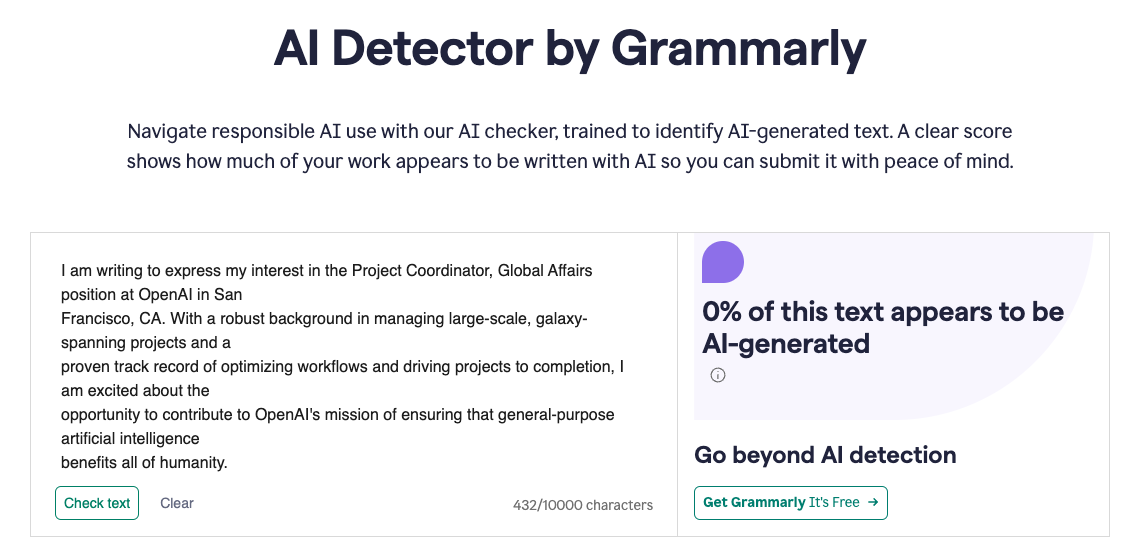 AI Detector by Grammarly
Navigate responsible AI use with our AI checker, trained to identify AI-generated text. A clear score
shows how much of your work appears to be written with AI so you can submit it with peace of mind.
I am writing to express my interest in the Project Coordinator, Global Affairs
position at OpenAI in San
Francisco, CA. With a robust background in managing large-scale, galaxy-
spanning projects and a
proven track record of optimizing workflows and driving projects to completion, I
am excited about the
opportunity to contribute to OpenAI's mission of ensuring that general-purpose
artificial intelligence
benefits all of humanity.
Check text
Clear
432/10000 characters
0% of this text appears to be
AI-generated
Go beyond AI detection
Get Grammarly It's Free →